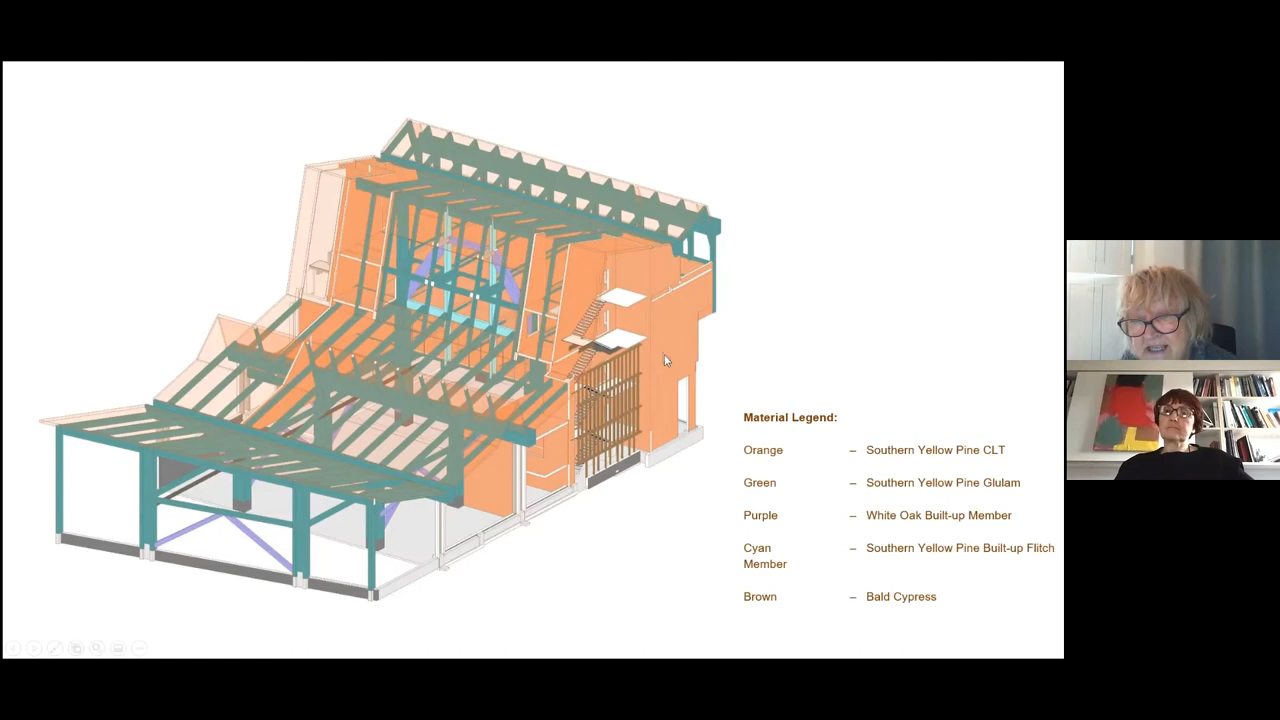 Material Legend:
Orange – Southern Yellow Pine CLT
Green – Southern Yellow Pine Glulam
Purple – White Oak Built-up Member
Cyan – Southern Yellow Pine Built-up Flitch
Member
Brown – Bald Cypress